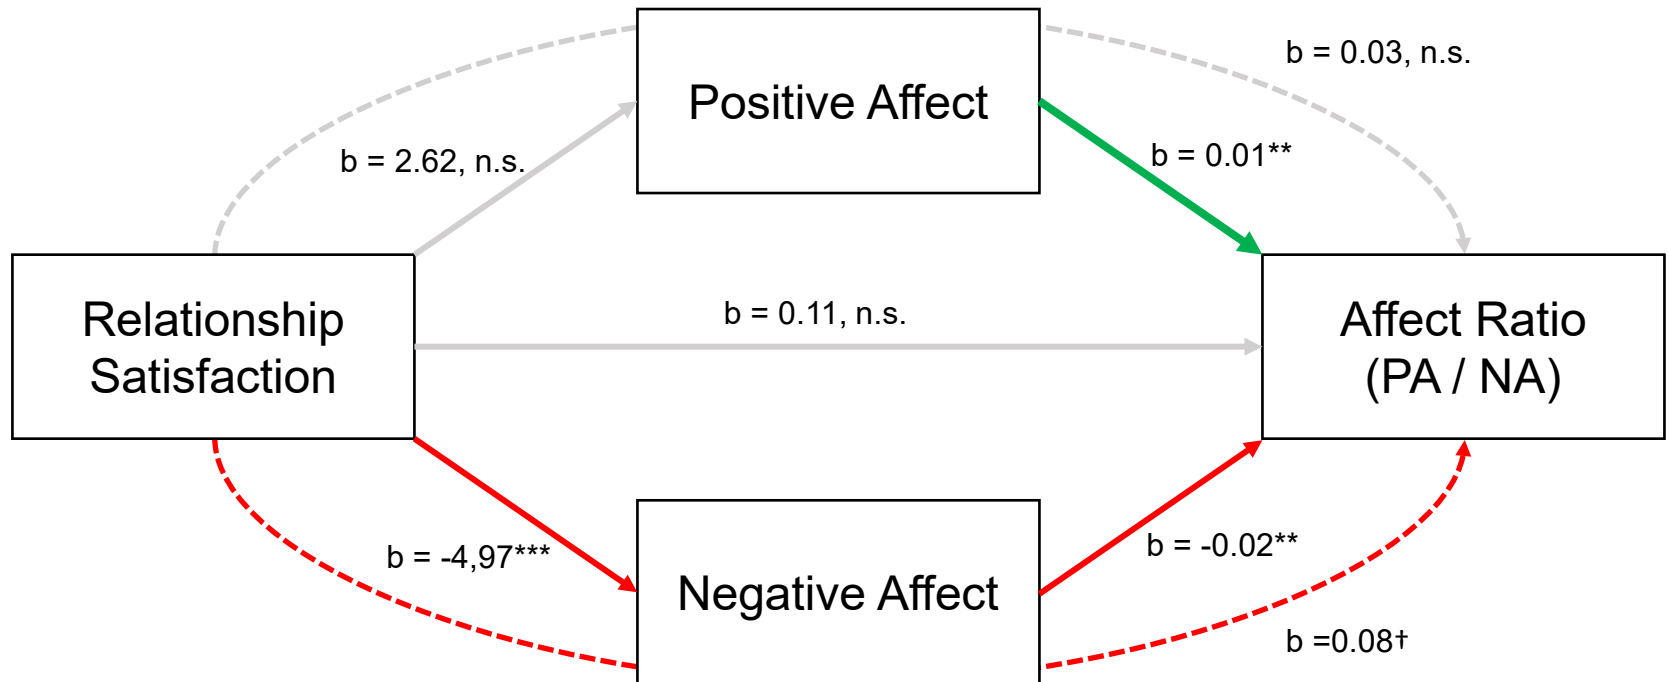 b = 0.03, n.s.
Positive Affect
b = 2.62, n.s.
b = 0.01**
Relationship
Satisfaction
b = 0.11, n.s.
Affect Ratio
(PA / NA)
b = -4,97***
b = -0.02**
Negative Affect
b =0.08†